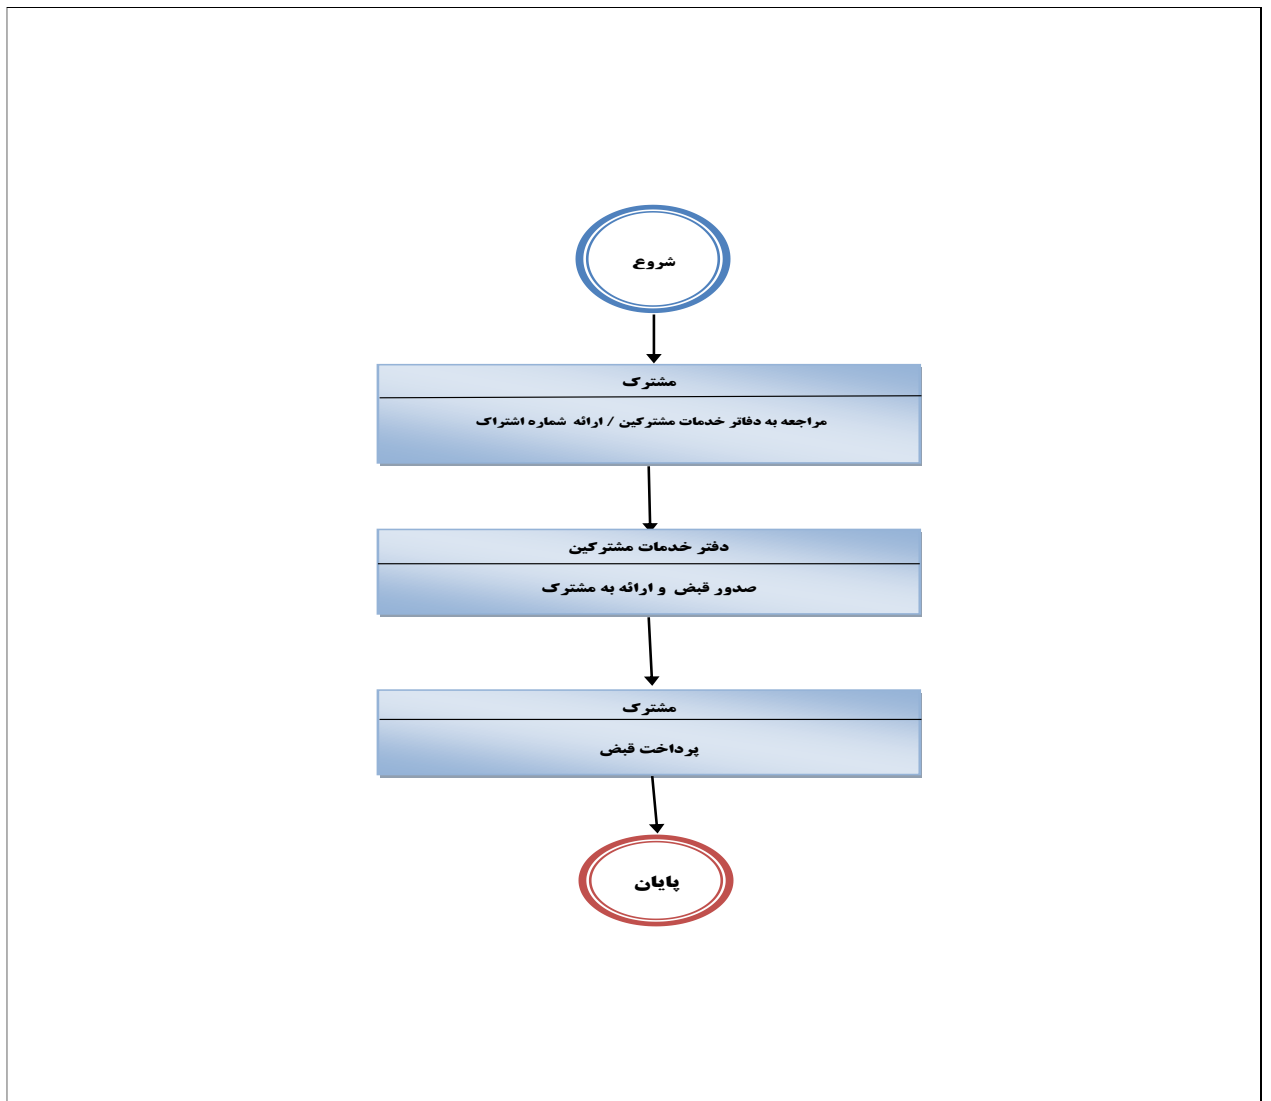 شروع
مشترک
مراجعه به دفاتر خدمات مشترکین / ارائه شماره اشتراک
دفتر خدمات مشترکین
صدور قبض و ارائه به مشترک
مشترک
پرداخت قبض
پایان